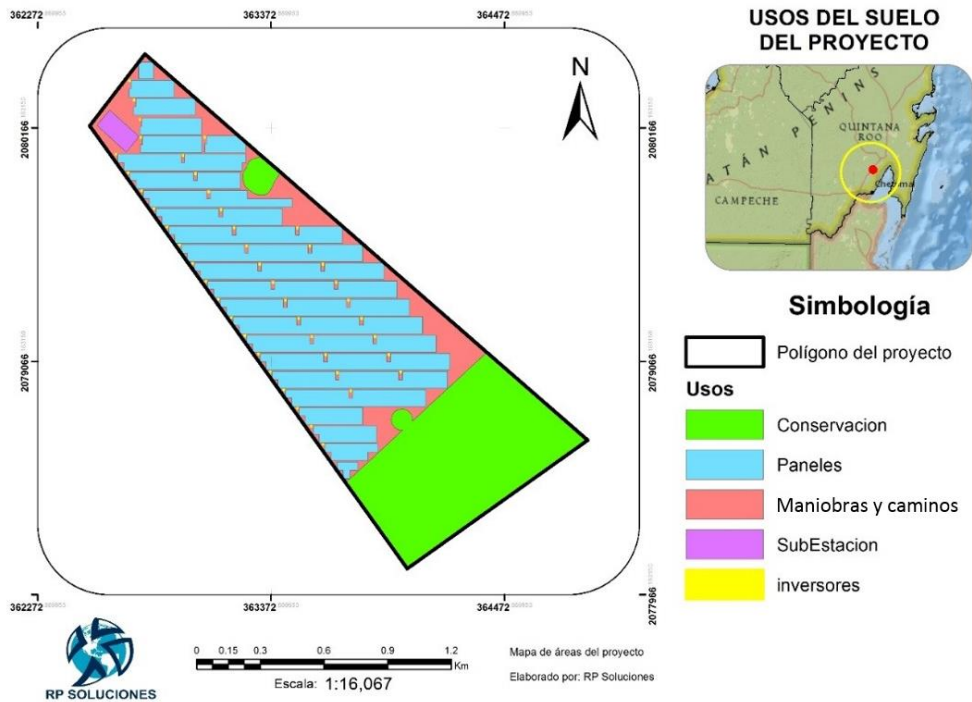 362272
363372
364472
USOS DEL SUELO
DEL PROYECTO
N
2080166
2080166
QUINTANA
ROO
CAMPECHE
Simbología
Polígono del proyecto
2079066
2079066
Usos
Conservacion
Paneles
Maniobras y caminos
SubEstacion
inversores
362272
363372
364472
2077966
0 0.15 0.3 0.6 0.9 1.2
Km
Escala: 1:16,067
Mapa de áreas del proyecto
Elaborado por: RP Soluciones
RP SOLUCIONES